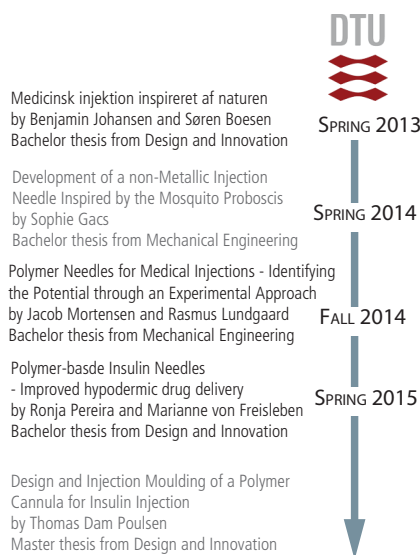 DTU
Medicinsk injektion inspireret af naturen
by Benjamin Johansen and Søren Boesen
Bachelor thesis from Design and Innovation
SPRING 2013
Development of a non-Metallic Injection
Needle Inspired by the Mosquito Proboscis
by Sophie Gacs
Bachelor thesis from Mechanical Engineering
SPRING 2014
Polymer Needles for Medical Injections - Identifying
the Potential through an Experimental Approach
by Jacob Mortensen and Rasmus Lundgaard
Bachelor thesis from Mechanical Engineering
FALL 2014
Polymer-basde Insulin Needles
- Improved hypodermic drug delivery
by Ronja Pereira and Marianne von Freisleben
Bachelor thesis from Design and Innovation
SPRING 2015
Design and Injection Moulding of a Polymer
Cannula for Insulin Injection
by Thomas Dam Poulsen
Master thesis from Design and Innovation